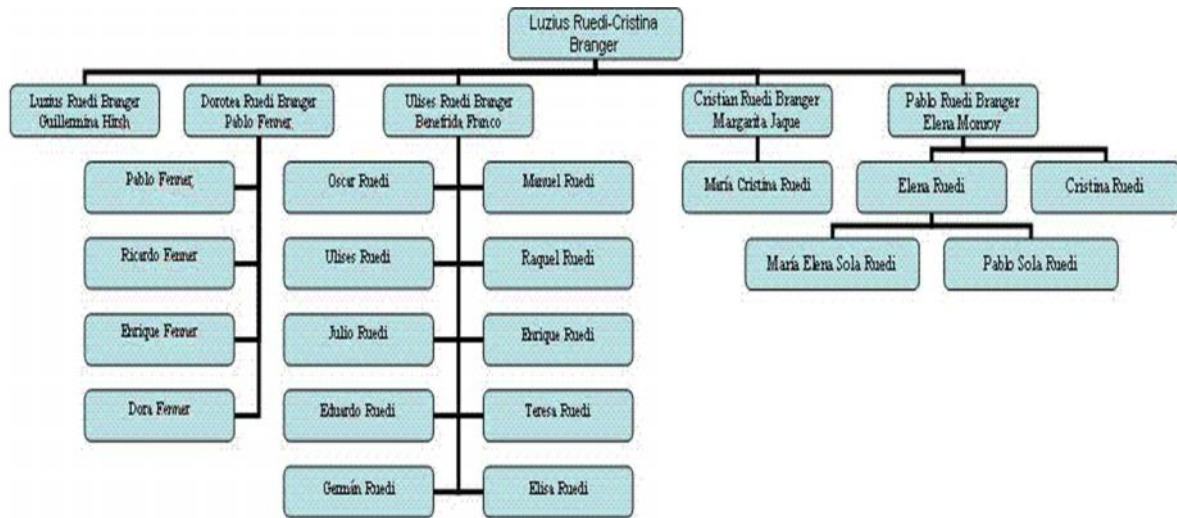 Luzius Ruedi-Cristina
Branger
Luzius Ruedi Branger
Guillermina Hirsh
Dorotea Ruedi Branger
Pablo Fenner
Ulises Ruedi Branger
Benefrida Franco
Cristian Ruedi Branger
Margarita Jaque
Pablo Ruedi Branger
Elena Monroy
Pablo Fenner
Ricardo Fenner
Enrique Fenner
Dora Fenner
Oscar Ruedi
Manuel Ruedi
Ulises Ruedi
Raquel Ruedi
Julio Ruedi
Enrique Ruedi
Eduardo Ruedi
Teresa Ruedi
Germán Ruedi
Elisa Ruedi
María Cristina Ruedi
Elena Ruedi
Cristina Ruedi
María Elena Sola Ruedi
Pablo Sola Ruedi